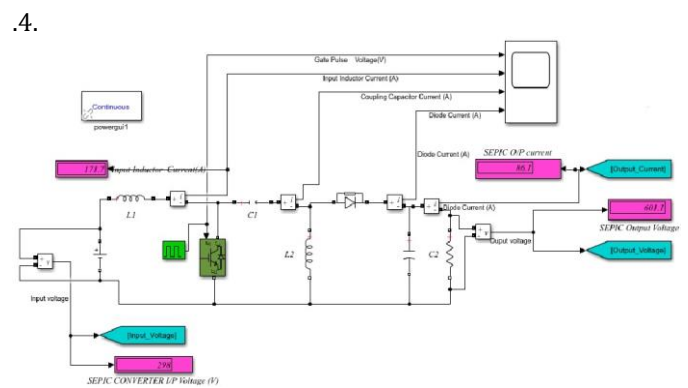 .4.
Gate Pulse Voltage(V)
Input Inductor Current (A)
Coupling Capacitor Current (A)
Diode Current (A)
Continuous
powergui1
Diode Current (A)
SEPIC O/P current
86.1
[Output_Current]
171.7
Input Inductor Current(A)
Diode Current (A)
601.1
SEPIC Output Voltage
L1
C1
L2
C2
Ouput voltage
[Output_Voltage]
Input voltage
[Input_Voltage]
298
SEPIC CONVERTER I/P Voltage (V)